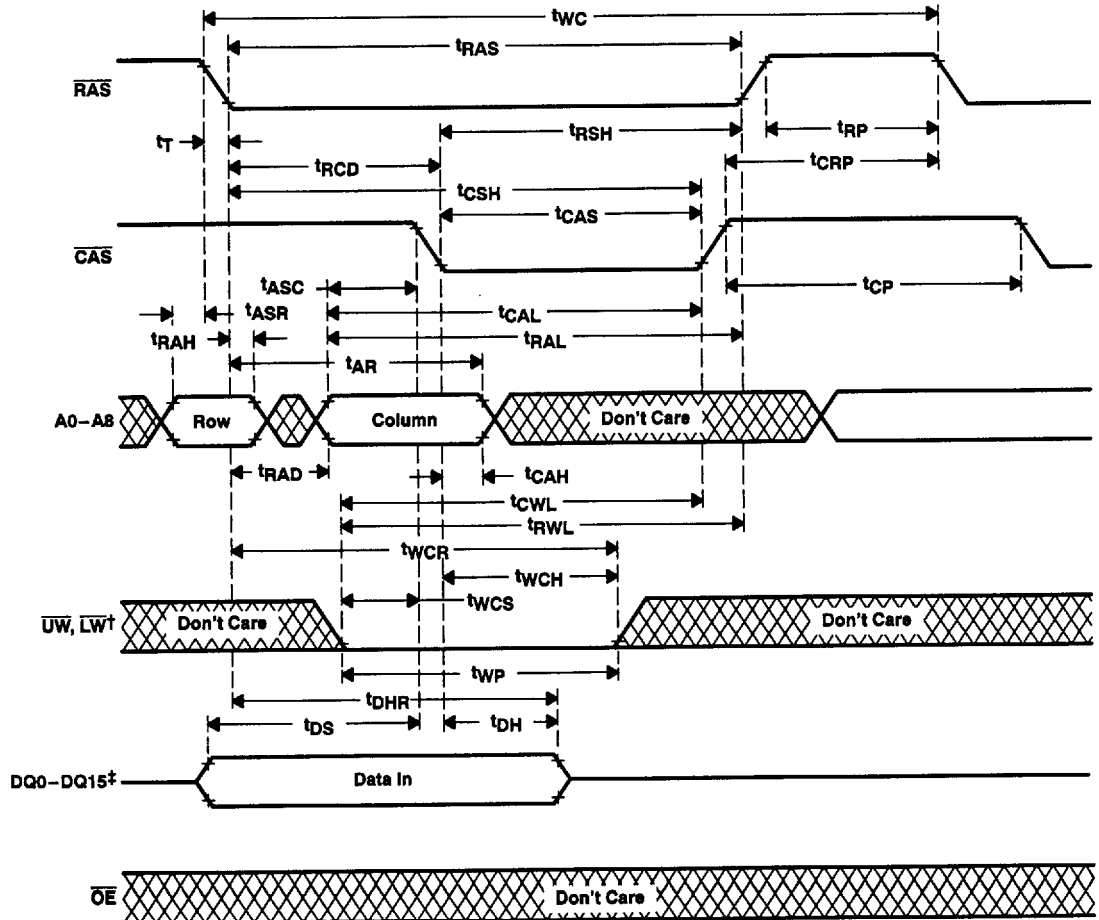 tWC
tRAS
RAS
tT
tRSH
tRP
tRCD
tCRP
tCSH
tCAS
CAS
tASC
tCP
tASR
tCAL
tRAH
tRAL
tAR
A0–A8
Row
Column
Don't Care
tRAD
tCAH
tCWL
tRWL
tWCR
tWCH
tWCS
UW, LW†
Don't Care
Don't Care
tWP
tDHR
tDS
tDH
DQ0–DQ15‡
Data In
OE
Don't Care